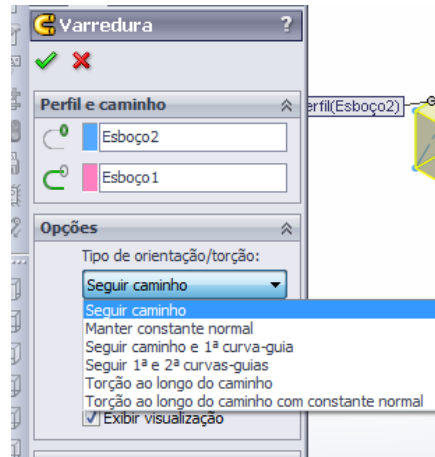 Varredura ?
Perfil e caminho
erfil(Esboço2)
Esboço2
Esboço1
Opções
Tipo de orientação/torção:
Seguir caminho
Seguir caminho
Manter constante normal
Seguir caminho e 1ª curva-guia
Seguir 1ª e 2ª curvas-guias
Torção ao longo do caminho
Torção ao longo do caminho com constante normal
Exibir visualização